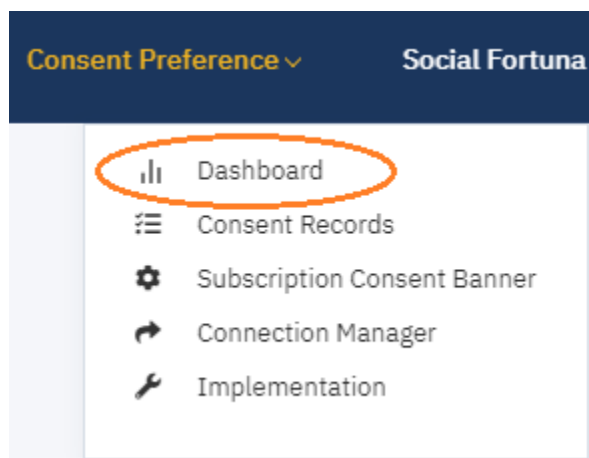 Consent Preference Social Fortuna
Dashboard
Consent Records
Subscription Consent Banner
Connection Manager
Implementation